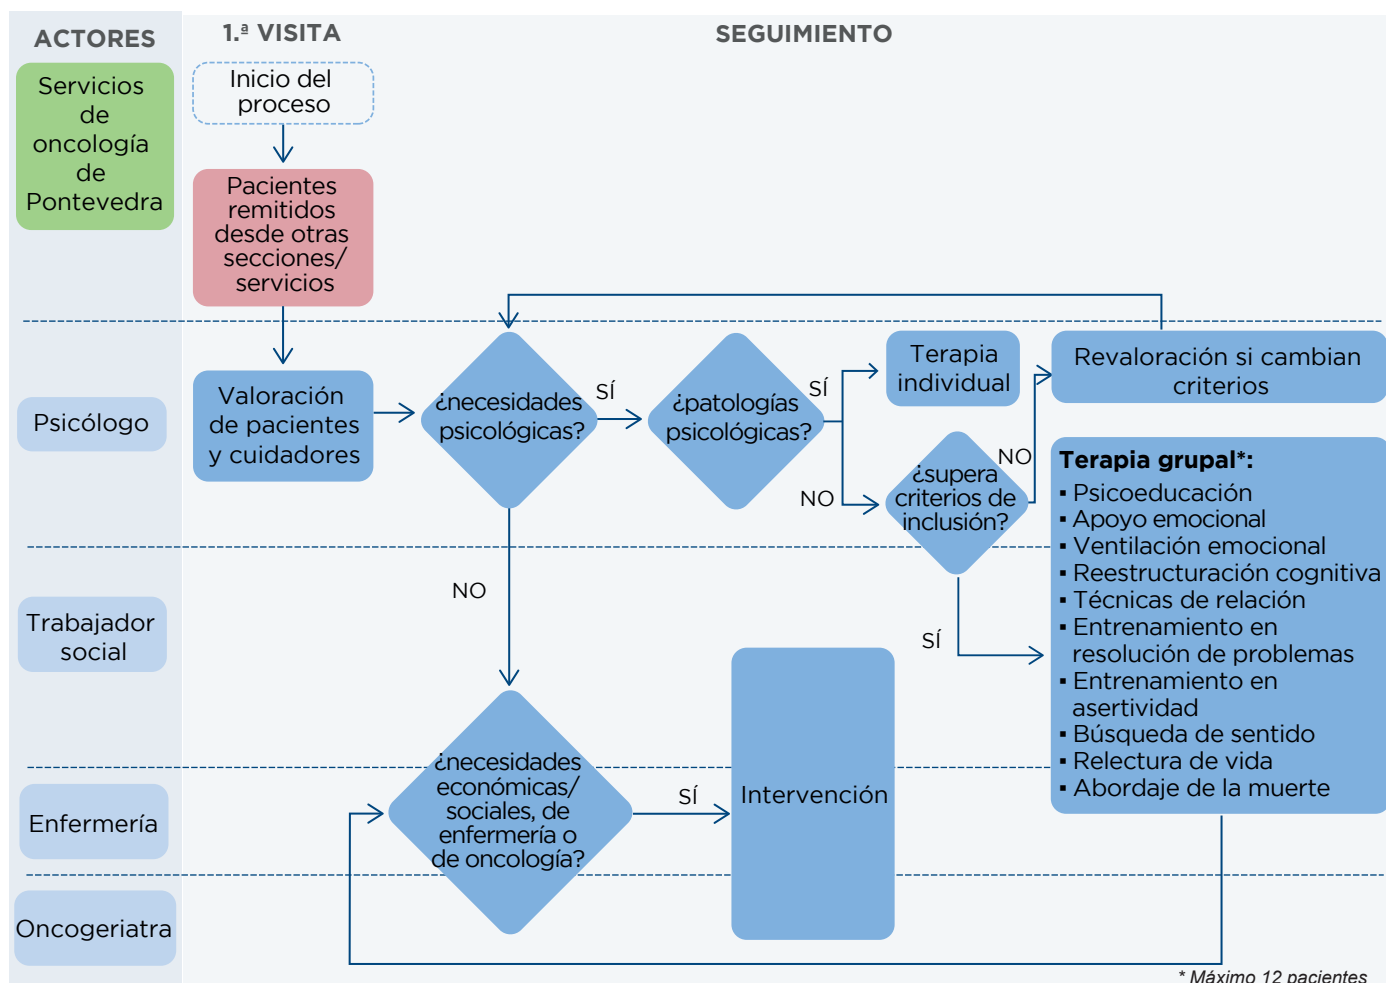 ACTORES
1.ª VISITA
SEGUIMIENTO
Servicios
de
oncología
de
Pontevedra
Inicio del
proceso
Pacientes
remitidos
desde otras
secciones/
servicios
Psicólogo
Valoración
de pacientes
y cuidadores
¿necesidades
psicológicas?
SÍ
NO
¿patologías
psicológicas?
SÍ
NO
Terapia
individual
¿supera
criterios de
inclusión?
NO
SÍ
Revaloración si cambian
criterios
Terapia grupal*:
▪ Psicoeducación
▪ Apoyo emocional
▪ Ventilación emocional
▪ Reestructuración cognitiva
▪ Técnicas de relación
▪ Entrenamiento en
resolución de problemas
▪ Entrenamiento en
asertividad
▪ Búsqueda de sentido
▪ Relectura de vida
▪ Abordaje de la muerte
Trabajador
social
Enfermería
¿necesidades
económicas/
sociales, de
enfermería o
de oncología?
SÍ
Intervención
Oncogeriatra
* Máximo 12 pacientes